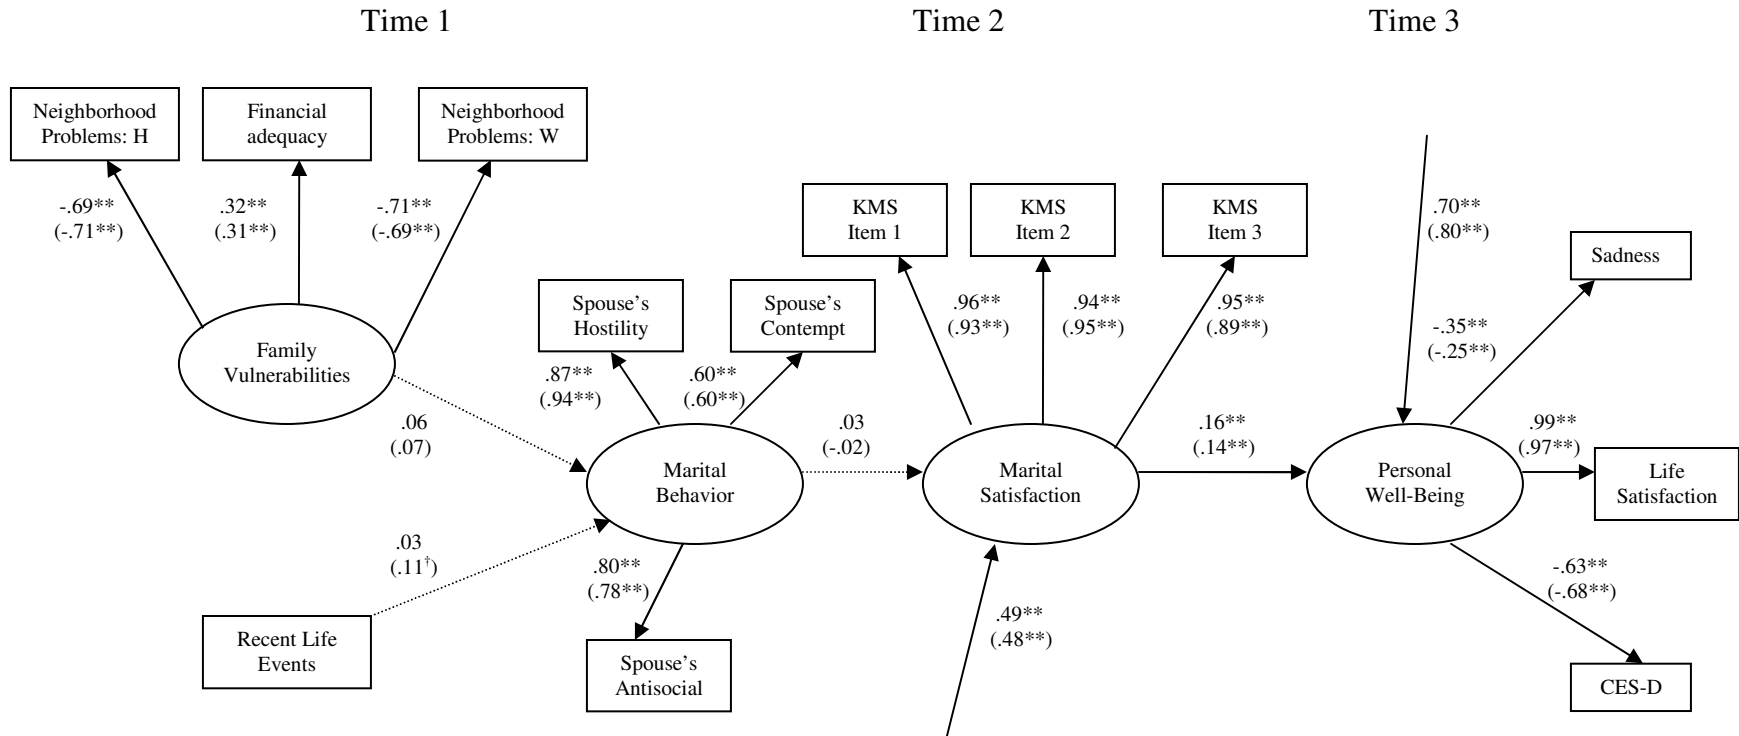 Time 1
Time 2
Time 3
Neighborhood
Problems: H
Financial
adequacy
Neighborhood
Problems: W
-.69**
(-.71**)
.32**
(.31**)
-.71**
(-.69**)
Family
Vulnerabilities
.06
(.07)
Recent Life
Events
.03
(.11†)
Spouse’s
Hostility
Spouse’s
Contempt
.87**
(.94**)
.60**
(.60**)
Marital
Behavior
.80**
(.78**)
Spouse’s
Antisocial
.03
(-.02)
KMS
Item 1
KMS
Item 2
KMS
Item 3
.96**
(.93**)
.94**
(.95**)
.95**
(.89**)
Marital
Satisfaction
.49**
(.48**)
.16**
(.14**)
.70**
(.80**)
Sadness
-.35**
(-.25**)
Personal
Well-Being
.99**
(.97**)
Life
Satisfaction
-.63**
(-.68**)
CES-D